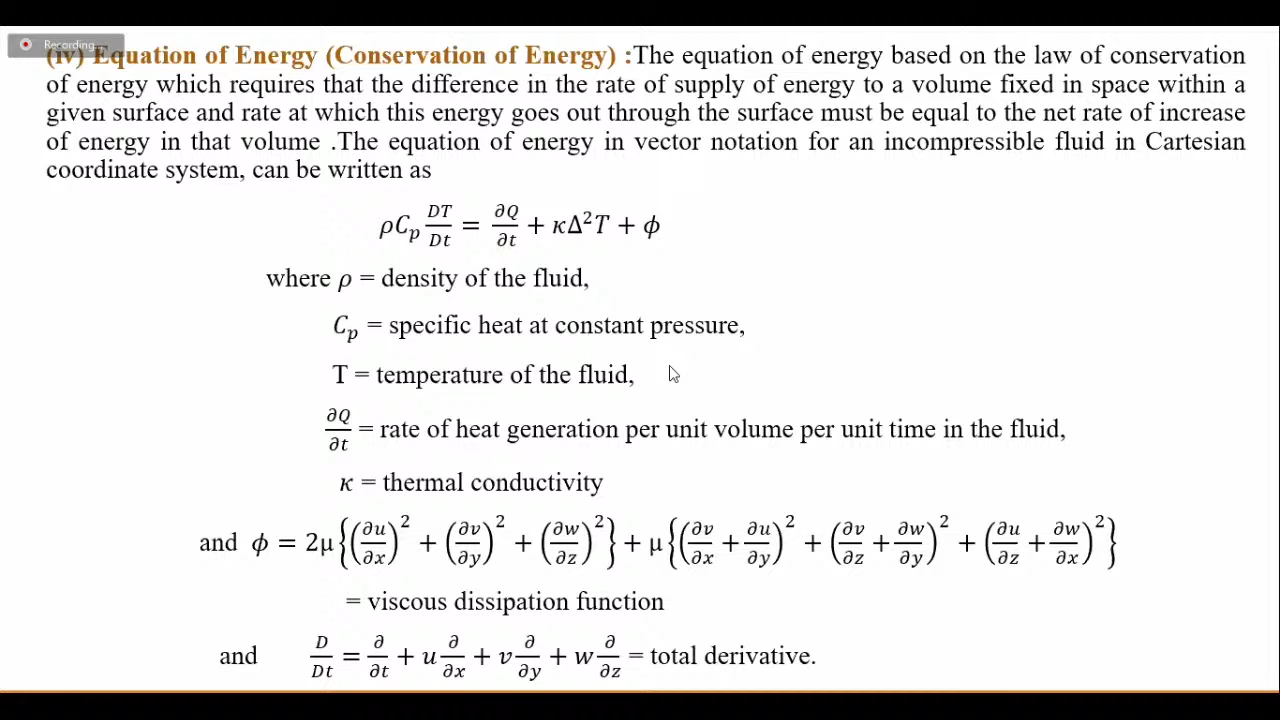 Recording...
(iv) Equation of Energy (Conservation of Energy) :The equation of energy based on the law of conservation
of energy which requires that the difference in the rate of supply of energy to a volume fixed in space within a
given surface and rate at which this energy goes out through the surface must be equal to the net rate of increase
of energy in that volume .The equation of energy in vector notation for an incompressible fluid in Cartesian
coordinate system, can be written as
ρC_p DT/Dt = ∂Q/∂t + κΔ²T + ϕ
where ρ = density of the fluid,
C_p = specific heat at constant pressure,
T = temperature of the fluid,
∂Q/∂t = rate of heat generation per unit volume per unit time in the fluid,
κ = thermal conductivity
and ϕ = 2μ{(∂u/∂x)² + (∂v/∂y)² + (∂w/∂z)²} + μ{(∂v/∂x + ∂u/∂y)² + (∂v/∂z + ∂w/∂y)² + (∂u/∂z + ∂w/∂x)²}
= viscous dissipation function
and D/Dt = ∂/∂t + u ∂/∂x + v ∂/∂y + w ∂/∂z = total derivative.